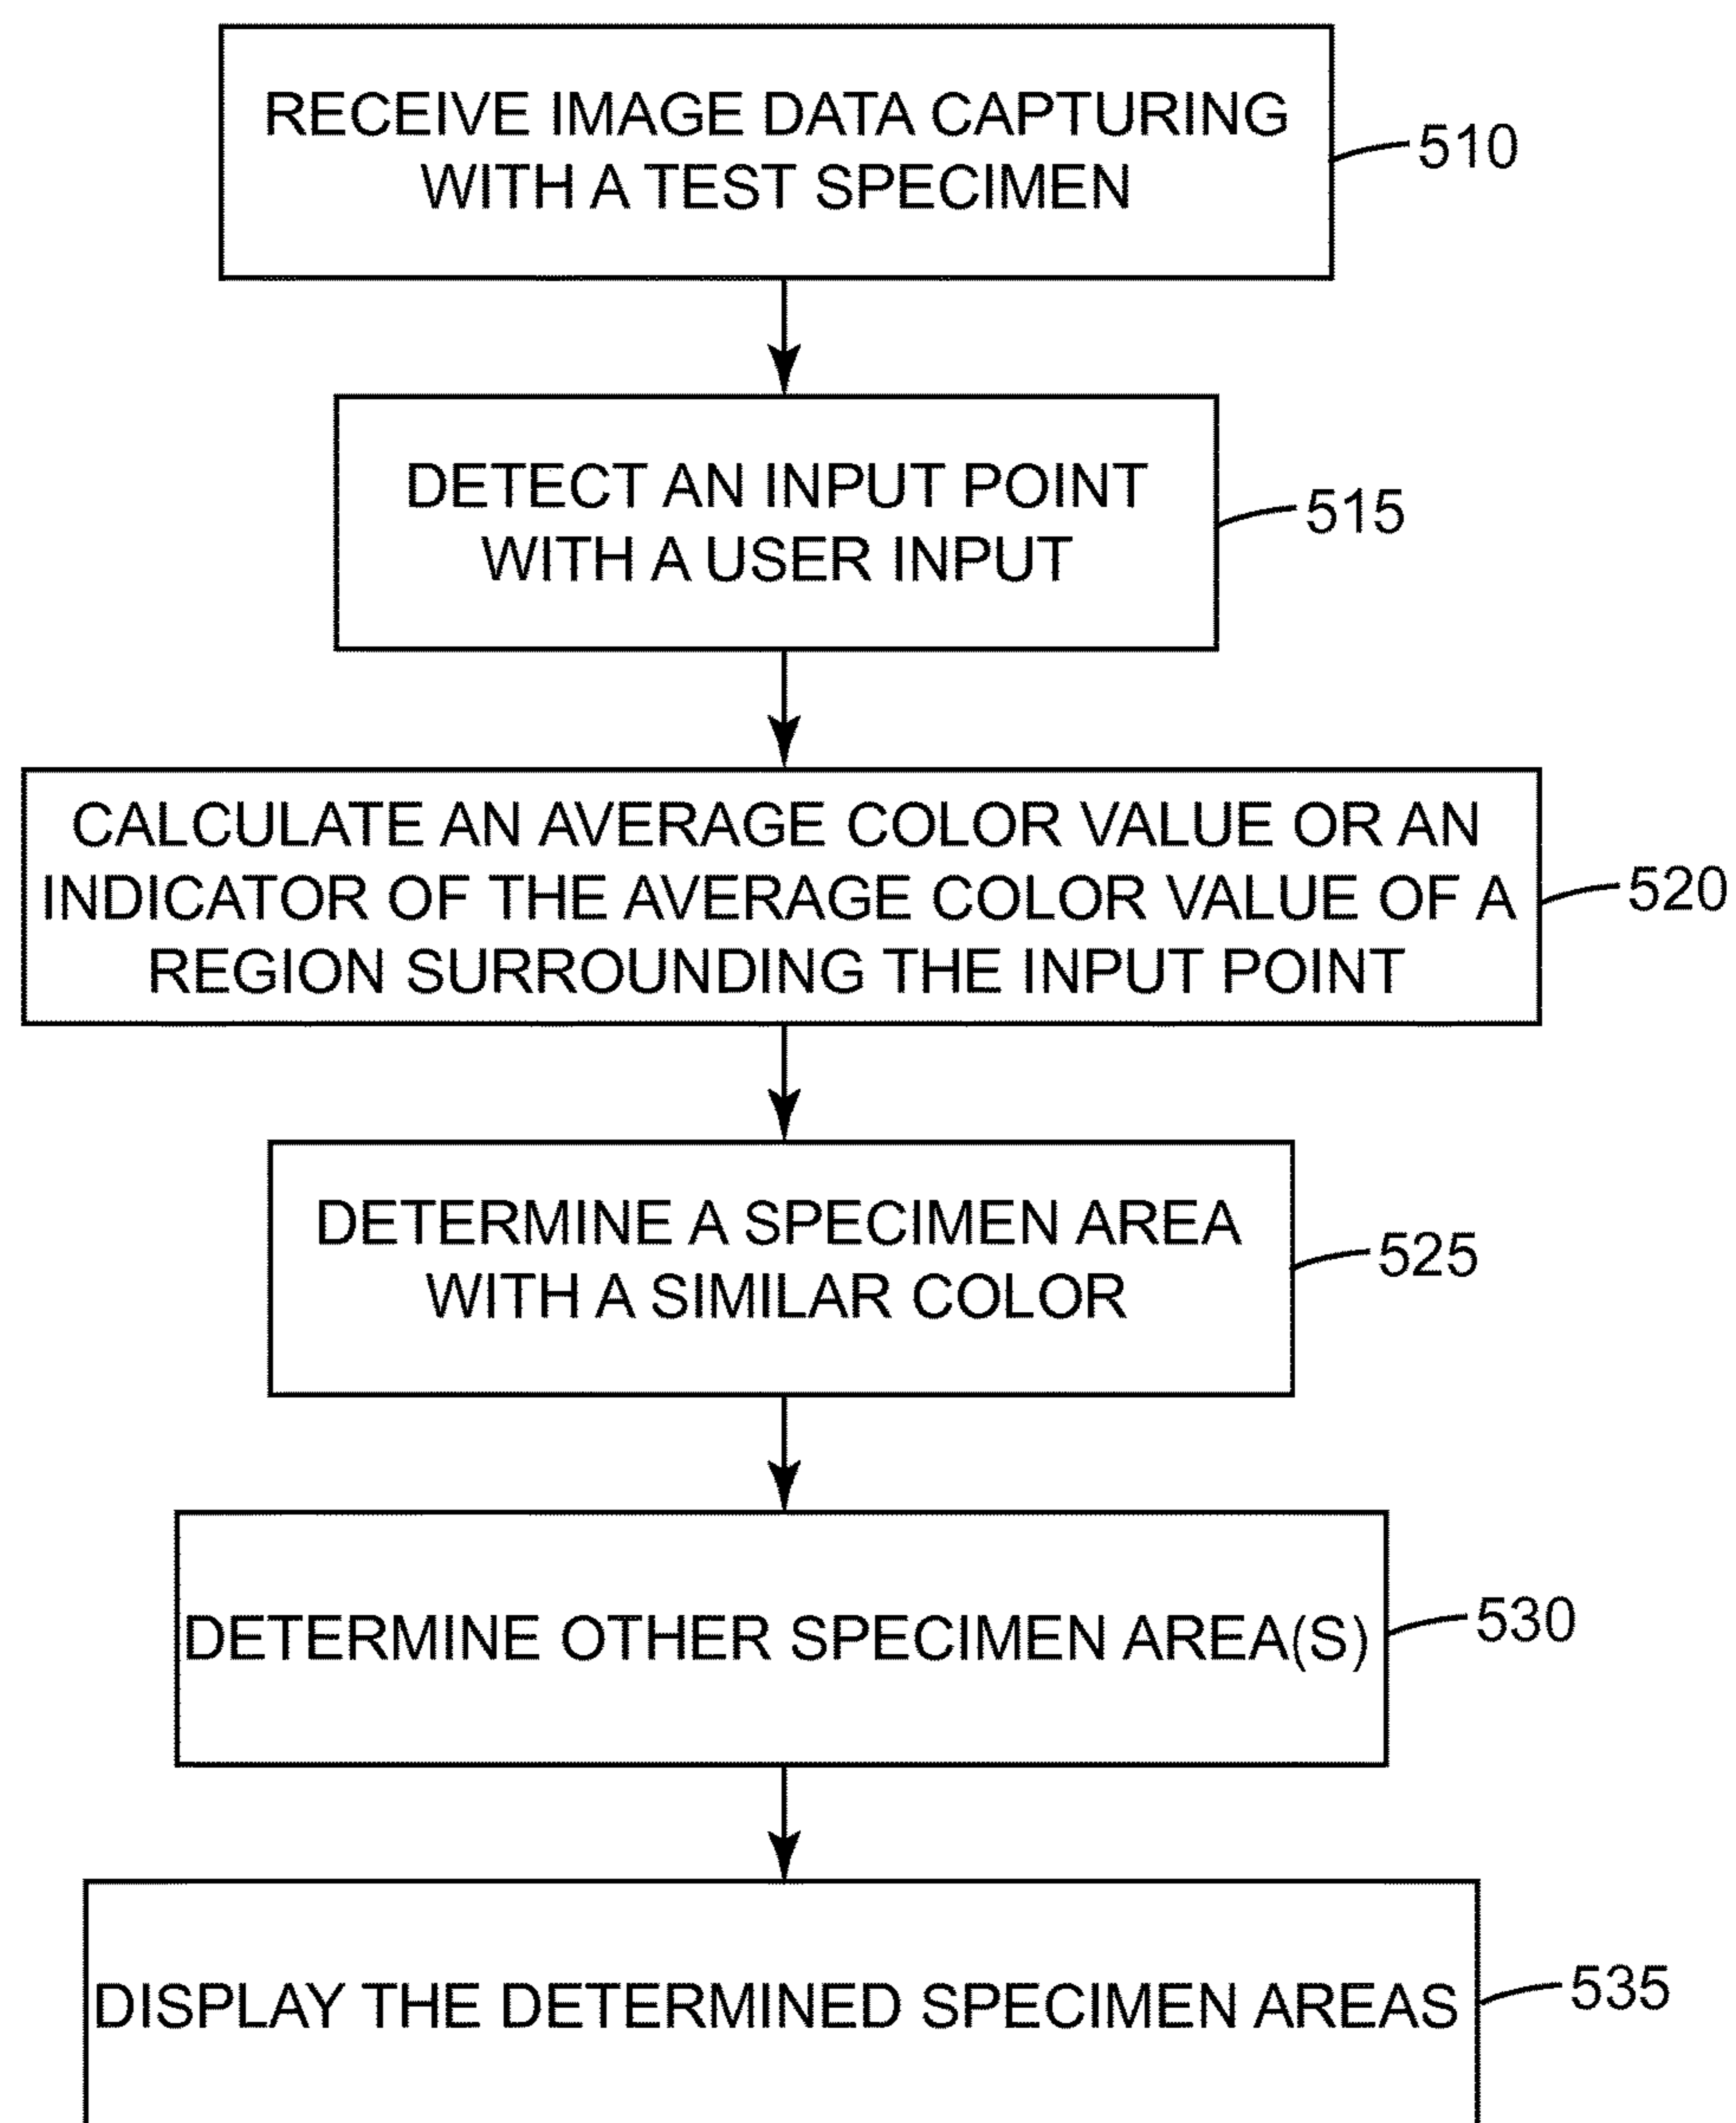 RECEIVE IMAGE DATA CAPTURING
WITH A TEST SPECIMEN
510
DETECT AN INPUT POINT
WITH A USER INPUT
515
CALCULATE AN AVERAGE COLOR VALUE OR AN
INDICATOR OF THE AVERAGE COLOR VALUE OF A
REGION SURROUNDING THE INPUT POINT
520
DETERMINE A SPECIMEN AREA
WITH A SIMILAR COLOR
525
DETERMINE OTHER SPECIMEN AREA(S)
530
DISPLAY THE DETERMINED SPECIMEN AREAS
535